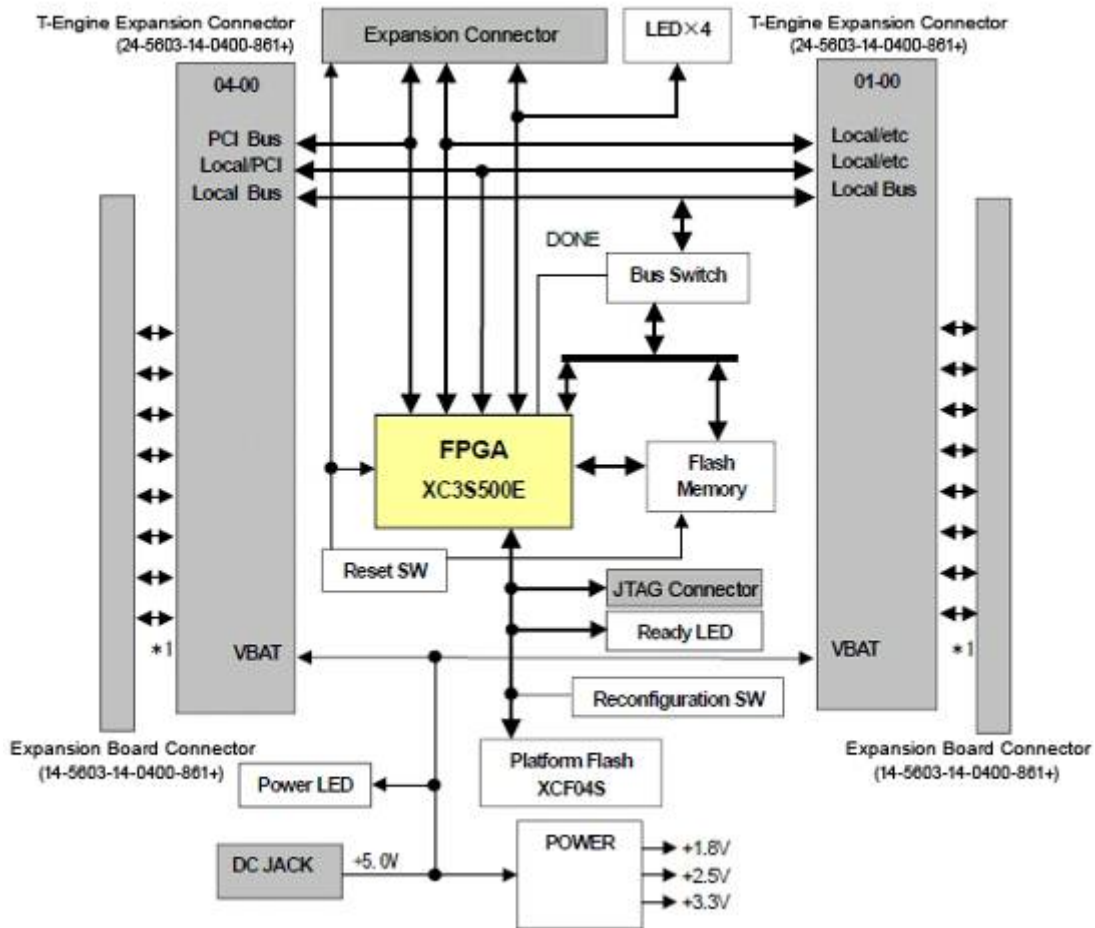 T-Engine Expansion Connector
(24-5603-14-0400-861+)
Expansion Connector
LED×4
T-Engine Expansion Connector
(24-5603-14-0400-861+)
04-00
01-00
PCI Bus
Local/PCI
Local Bus
Local/etc
Local/etc
Local Bus
DONE
Bus Switch
FPGA
XC3S500E
Flash
Memory
Reset SW
JTAG Connector
Ready LED
*1
VBAT
VBAT
*1
Reconfiguration SW
Expansion Board Connector
(14-5603-14-0400-861+)
Expansion Board Connector
(14-5603-14-0400-861+)
Platform Flash
XCF04S
Power LED
POWER
DC JACK
+5.0V
+1.8V
+2.5V
+3.3V